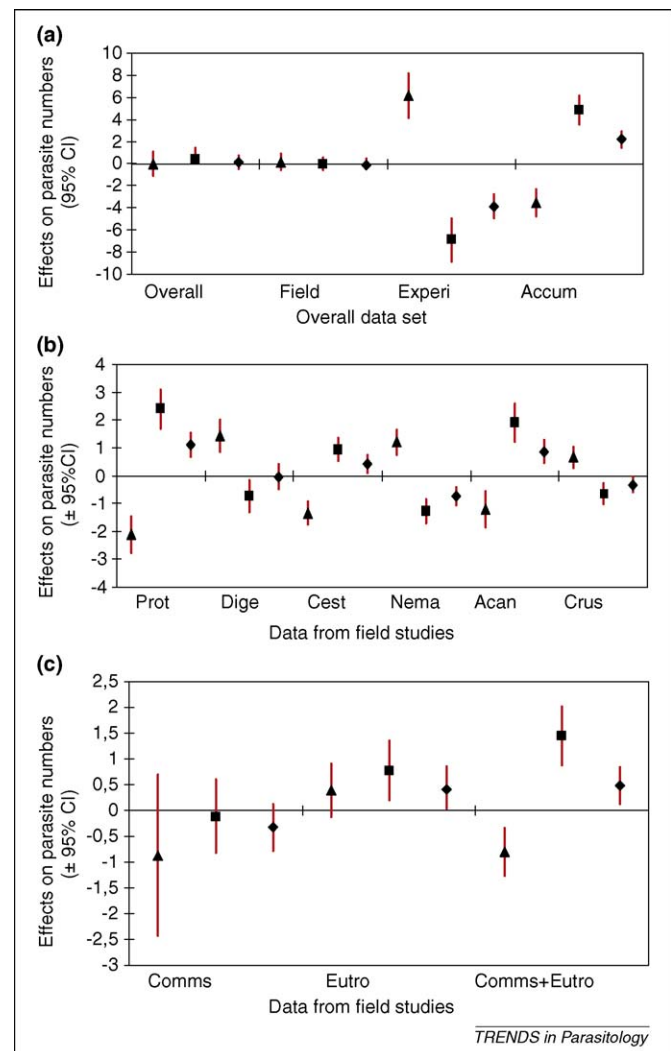 (a)
Effects on parasite numbers
(95% CI)
10
8
6
4
2
0
-2
-4
-6
-8
-10
Overall Field Experi Accum
Overall data set
(b)
Effects on parasite numbers
(± 95%CI)
4
3
2
1
0
-1
-2
-3
-4
Prot Dige Cest Nema Acan Crus
Data from field studies
(c)
Effects on parasite numbers
(± 95% CI)
2,5
2
1,5
1
0,5
0
-0,5
-1
-1,5
-2
-2,5
-3
Comms Eutro Comms+Eutro
Data from field studies
TRENDS in Parasitology